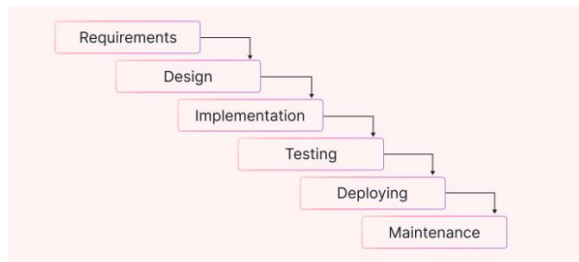 Requirements
Design
Implementation
Testing
Deploying
Maintenance